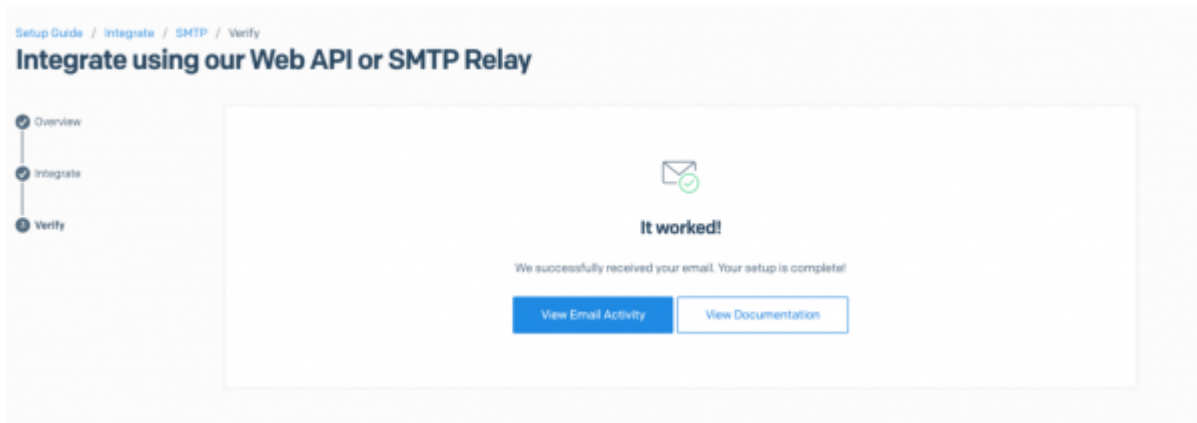 Setup Guide / Integrate / SMTP / Verify
Integrate using our Web API or SMTP Relay
Overview
Integrate
Verify
It worked!
We successfully received your email. Your setup is complete!
View Email Activity
View Documentation